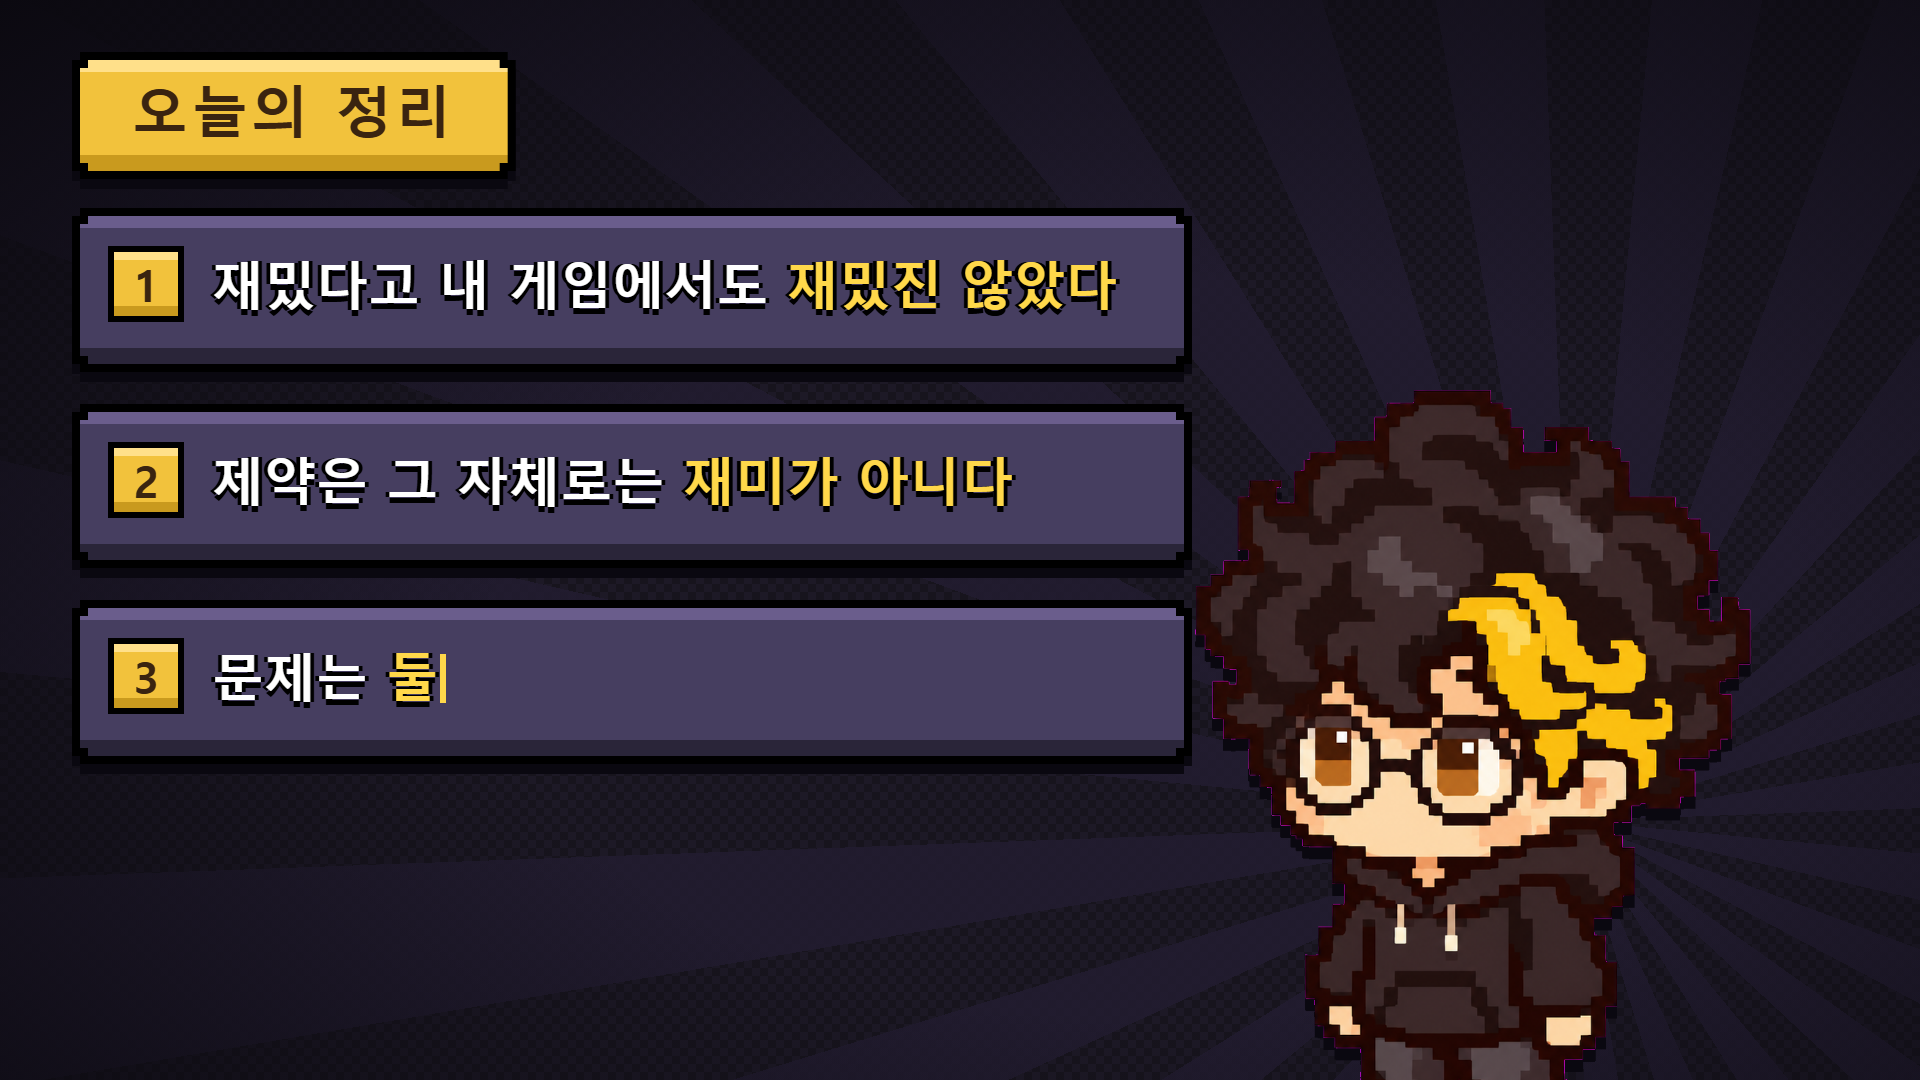 오늘의 정리
1 재밌다고 내 게임에서도 재밌진 않았다
2 제약은 그 자체로는 재미가 아니다
3 문제는 둘